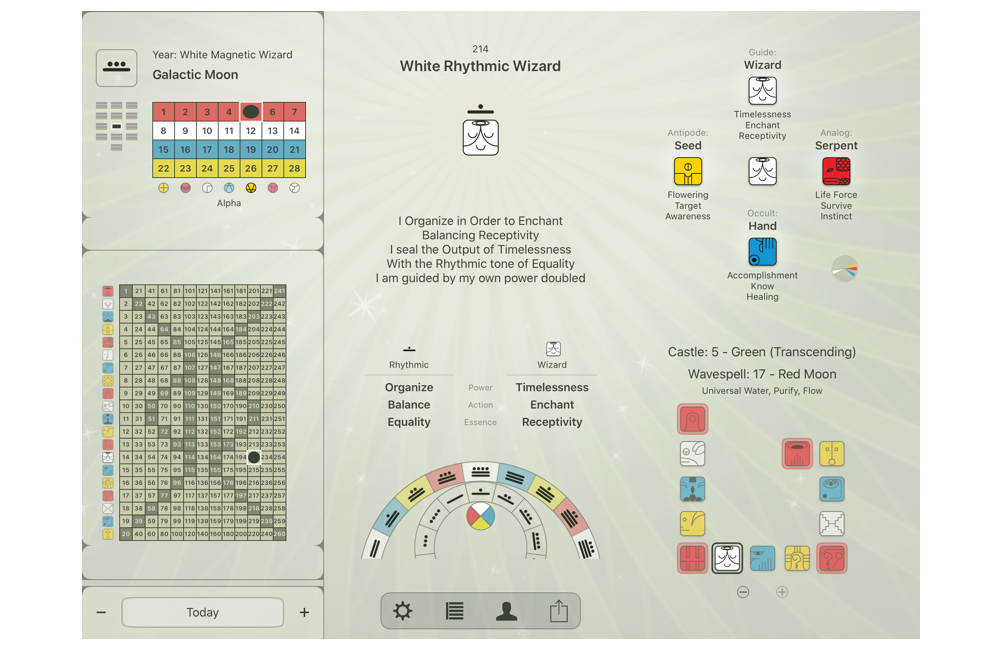 Year: White Magnetic Wizard
Galactic Moon
1 2 3 4 6 7
8 9 10 11 12 13 14
15 16 17 18 19 20 21
22 23 24 25 26 27 28
Alpha
1 21 41 61 81 101 121 141 161 181 201 221 241
2 22 42 62 82 102 122 142 162 182 202 222 242
3 23 43 63 83 103 123 143 163 183 203 223 243
4 24 44 64 84 104 124 144 164 184 204 224 244
5 25 45 65 85 105 125 145 165 185 205 225 245
6 26 46 66 86 106 126 146 166 186 206 226 246
7 27 47 67 87 107 127 147 167 187 207 227 247
8 28 48 68 88 108 128 148 168 188 208 228 248
9 29 49 69 89 109 129 149 169 189 209 229 249
10 30 50 70 90 110 130 150 170 190 210 230 250
11 31 51 71 91 111 131 151 171 191 211 231 251
12 32 52 72 92 112 132 152 172 192 212 232 252
13 33 53 73 93 113 133 153 173 193 213 233 253
14 34 54 74 94 114 134 154 174 194 234 254
15 35 55 75 95 115 135 155 175 195 215 235 255
16 36 56 76 96 116 136 156 176 196 216 236 256
17 37 57 77 97 117 137 157 177 197 217 237 257
18 38 58 78 98 118 138 158 178 198 218 238 258
19 39 59 79 99 119 139 159 179 199 219 239 259
20 40 60 80 100 120 140 160 180 200 220 240 260
− Today +
214
White Rhythmic Wizard
I Organize in Order to Enchant
Balancing Receptivity
I seal the Output of Timelessness
With the Rhythmic tone of Equality
I am guided by my own power doubled
Rhythmic Wizard
Organize Power Timelessness
Balance Action Enchant
Equality Essence Receptivity
Guide:
Wizard
Timelessness
Enchant
Receptivity
Antipode:
Seed
Flowering
Target
Awareness
Analog:
Serpent
Life Force
Survive
Instinct
Occult:
Hand
Accomplishment
Know
Healing
Castle: 5 - Green (Transcending)
Wavespell: 17 - Red Moon
Universal Water, Purify, Flow